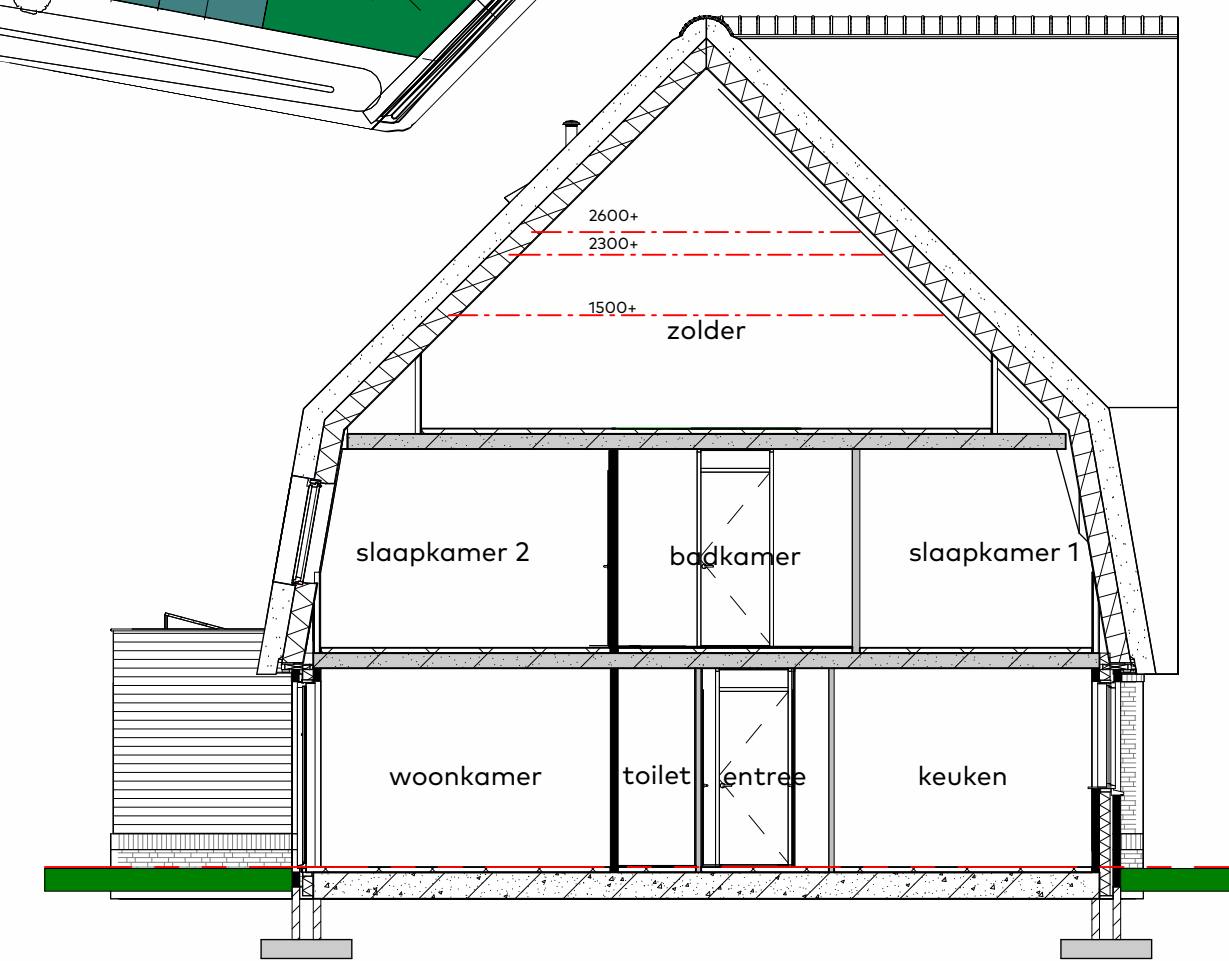 2600+
2300+
1500+
zolder
slaapkamer 2
badkamer
slaapkamer 1
woonkamer
toilet
entree
keuken